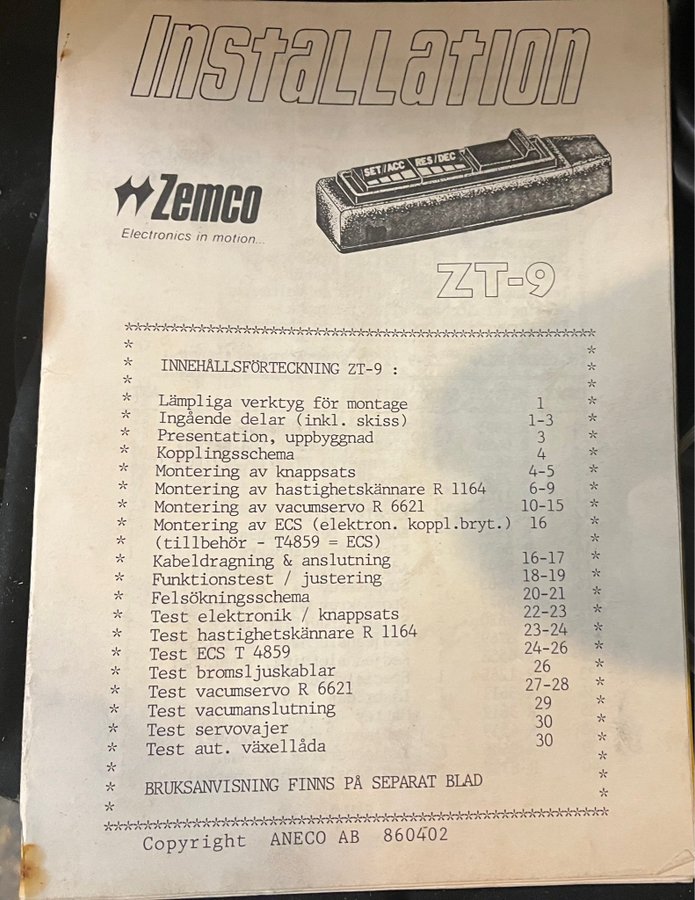 Installation
SET/ACC RES/DEC
Zemco
Electronics in motion...
ZT-9
************************************************************
INNEHÅLLSFÖRTECKNING ZT-9 :
Lämpliga verktyg för montage 1
Ingående delar (inkl. skiss) 1-3
Presentation, uppbyggnad 3
Kopplingsschema 4
Montering av knappsats 4-5
Montering av hastighetskännare R 1164 6-9
Montering av vacumservo R 6621 10-15
Montering av ECS (elektron. koppl.bryt.) 16
(tillbehör - T4859 = ECS)
Kabeldragning & anslutning 16-17
Funktionstest / justering 18-19
Felsökningsschema 20-21
Test elektronik / knappsats 22-23
Test hastighetskännare R 1164 23-24
Test ECS T 4859 24-26
Test bromsljuskablar 26
Test vacumservo R 6621 27-28
Test vacumanslutning 29
Test servovajer 30
Test aut. växellåda 30
BRUKSANVISNING FINNS PÅ SEPARAT BLAD
************************************************************
Copyright ANECO AB 860402